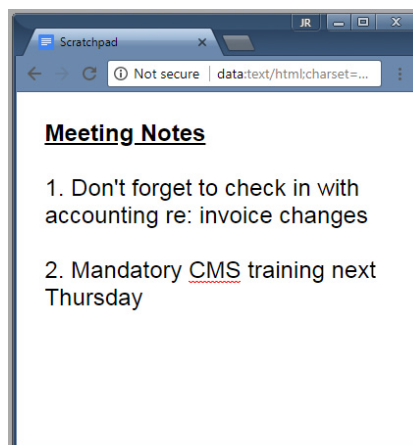 JR
Scratchpad
Not secure | data:text/html;charset=...
Meeting Notes
1. Don't forget to check in with
accounting re: invoice changes
2. Mandatory CMS training next
Thursday